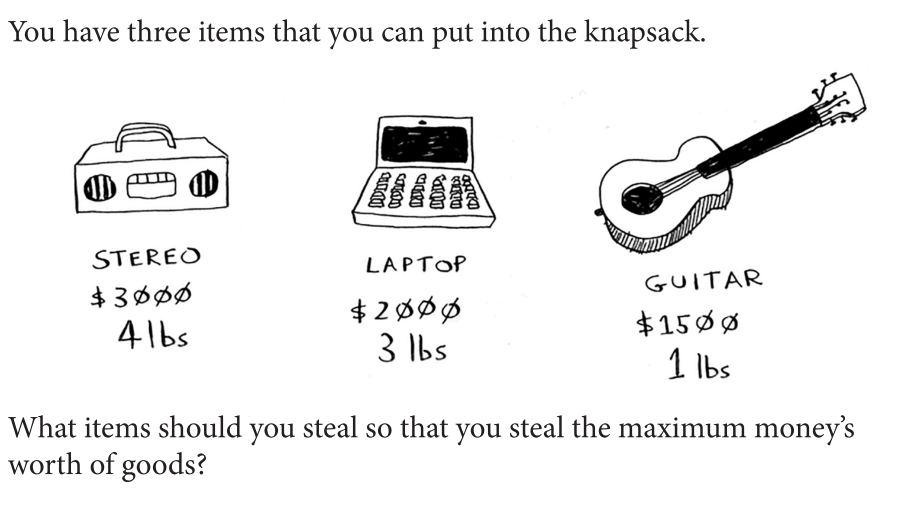 You have three items that you can put into the knapsack.
STEREO
$3000
4 lbs
LAPTOP
$2000
3 lbs
GUITAR
$1500
1 lbs
What items should you steal so that you steal the maximum money’s
worth of goods?